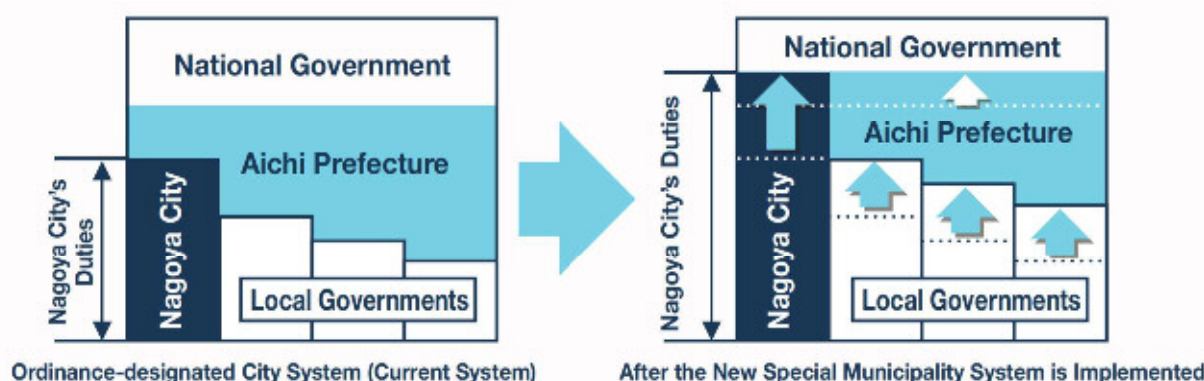 National Government
Aichi Prefecture
Nagoya City's
Duties
Nagoya City
Local Governments
Ordinance-designated City System (Current System)
National Government
Aichi Prefecture
Nagoya City's Duties
Nagoya City
Local Governments
After the New Special Municipality System is Implemented